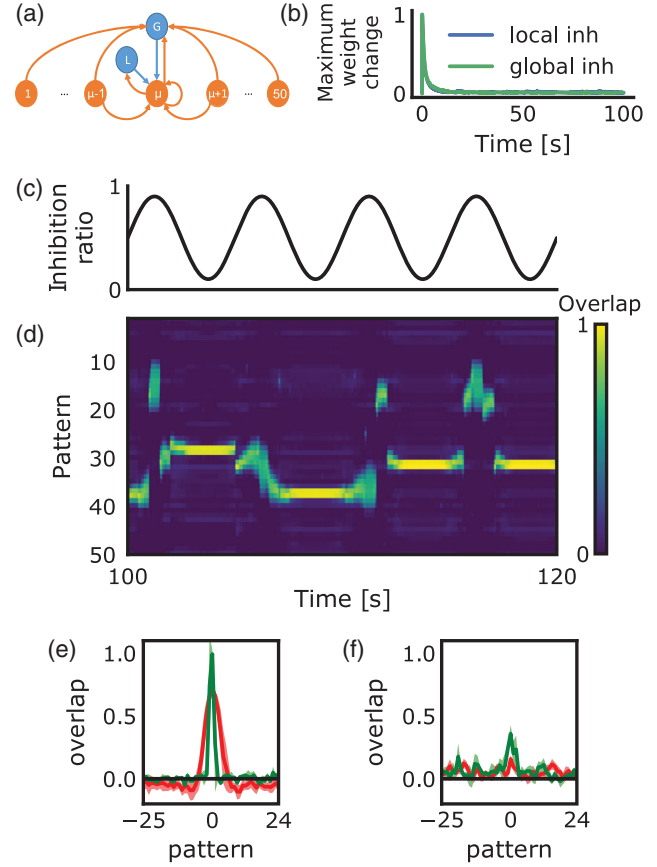 (a)
G
L
1
...
μ-1
μ
μ+1
...
50
(b)
Maximum
weight
change
1
0
local inh
global inh
0
50
100
Time [s]
(c)
Inhibition
ratio
1
0
(d)
Overlap
1
0
Pattern
10
20
30
40
50
100
120
Time [s]
(e)
overlap
1.0
0.5
0.0
−25
0
24
pattern
(f)
overlap
1.0
0.5
0.0
−25
0
24
pattern